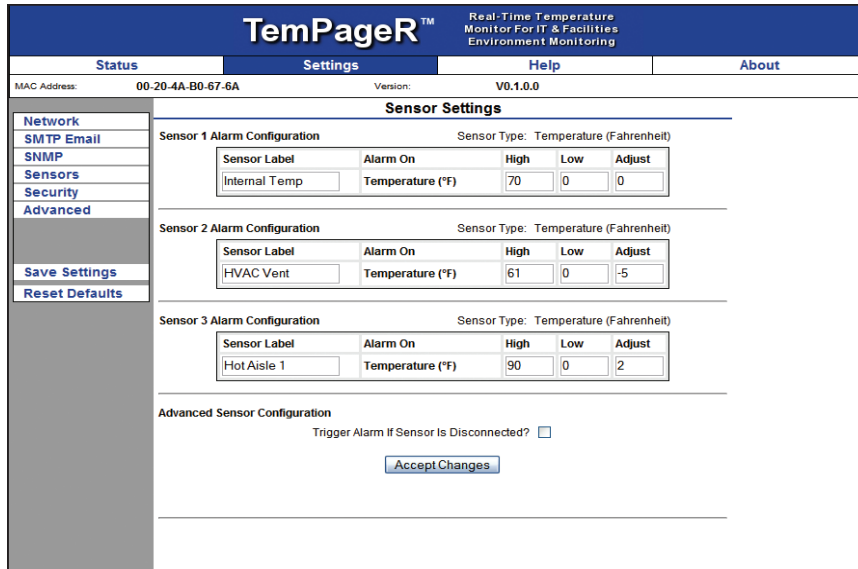 TemPageR™
Real-Time Temperature
Monitor For IT & Facilities
Environment Monitoring
Status Settings Help About
MAC Address: 00-20-4A-B0-67-6A Version: V0.1.0.0
Network
SMTP Email
SNMP
Sensors
Security
Advanced
Save Settings
Reset Defaults
Sensor Settings
Sensor 1 Alarm Configuration Sensor Type: Temperature (Fahrenheit)
Sensor Label Alarm On High Low Adjust
Internal Temp Temperature (°F) 70 0 0
Sensor 2 Alarm Configuration Sensor Type: Temperature (Fahrenheit)
Sensor Label Alarm On High Low Adjust
HVAC Vent Temperature (°F) 61 0 -5
Sensor 3 Alarm Configuration Sensor Type: Temperature (Fahrenheit)
Sensor Label Alarm On High Low Adjust
Hot Aisle 1 Temperature (°F) 90 0 2
Advanced Sensor Configuration
Trigger Alarm If Sensor Is Disconnected?
Accept Changes